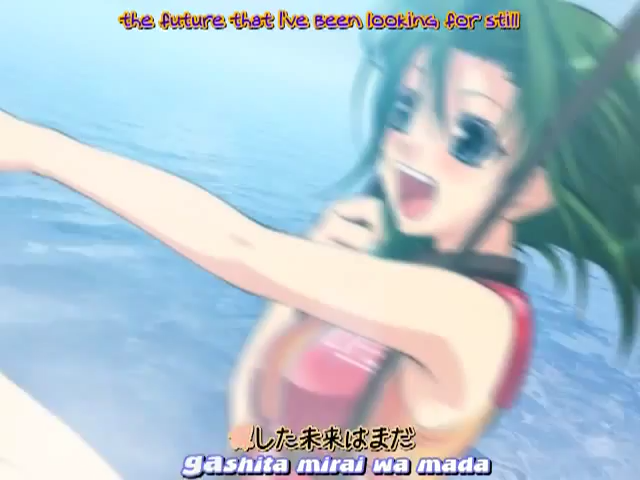 the future that I've been looking for still
した未来はまだ
gashita mirai wa mada